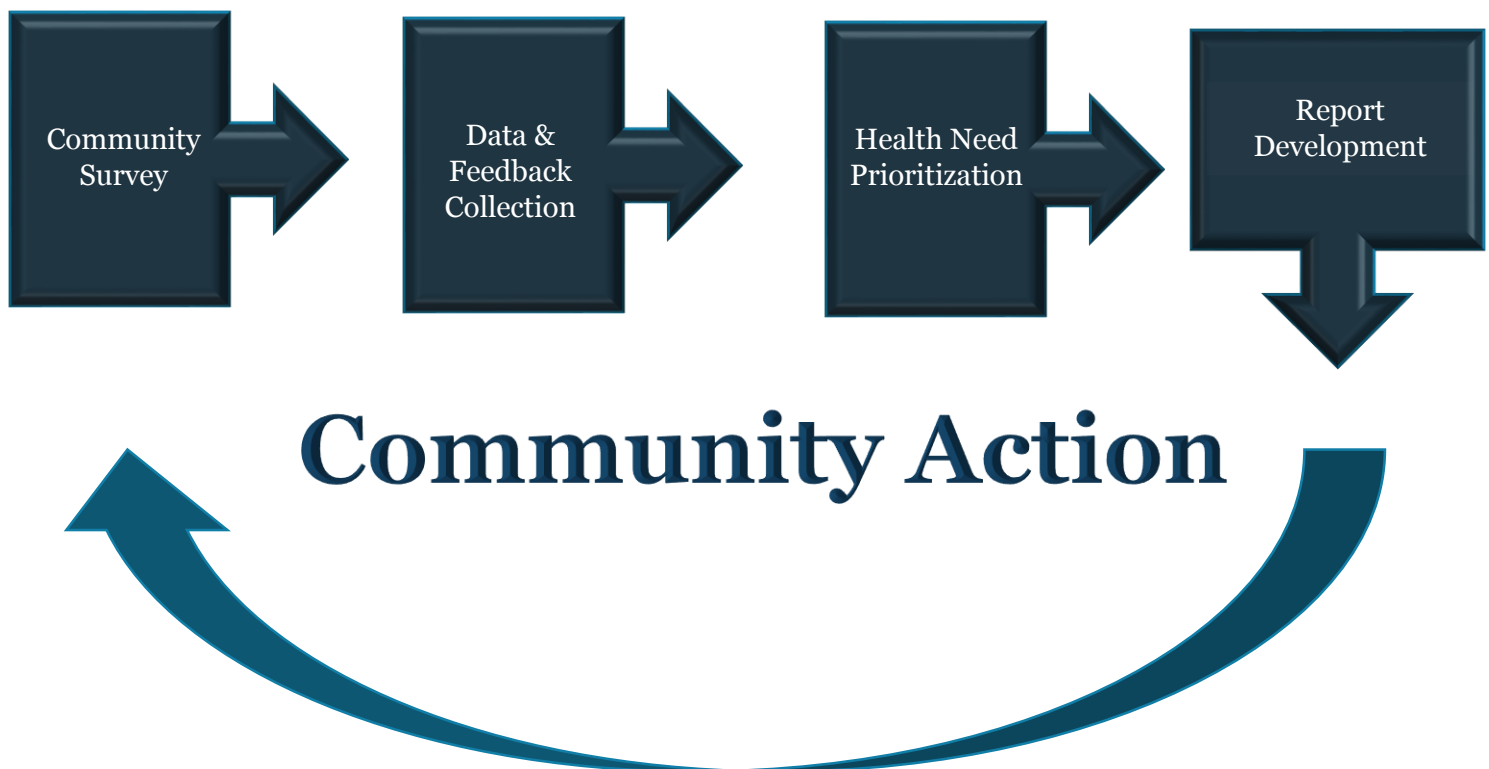 Community
Survey
Data &
Feedback
Collection
Health Need
Prioritization
Report
Development
Community Action